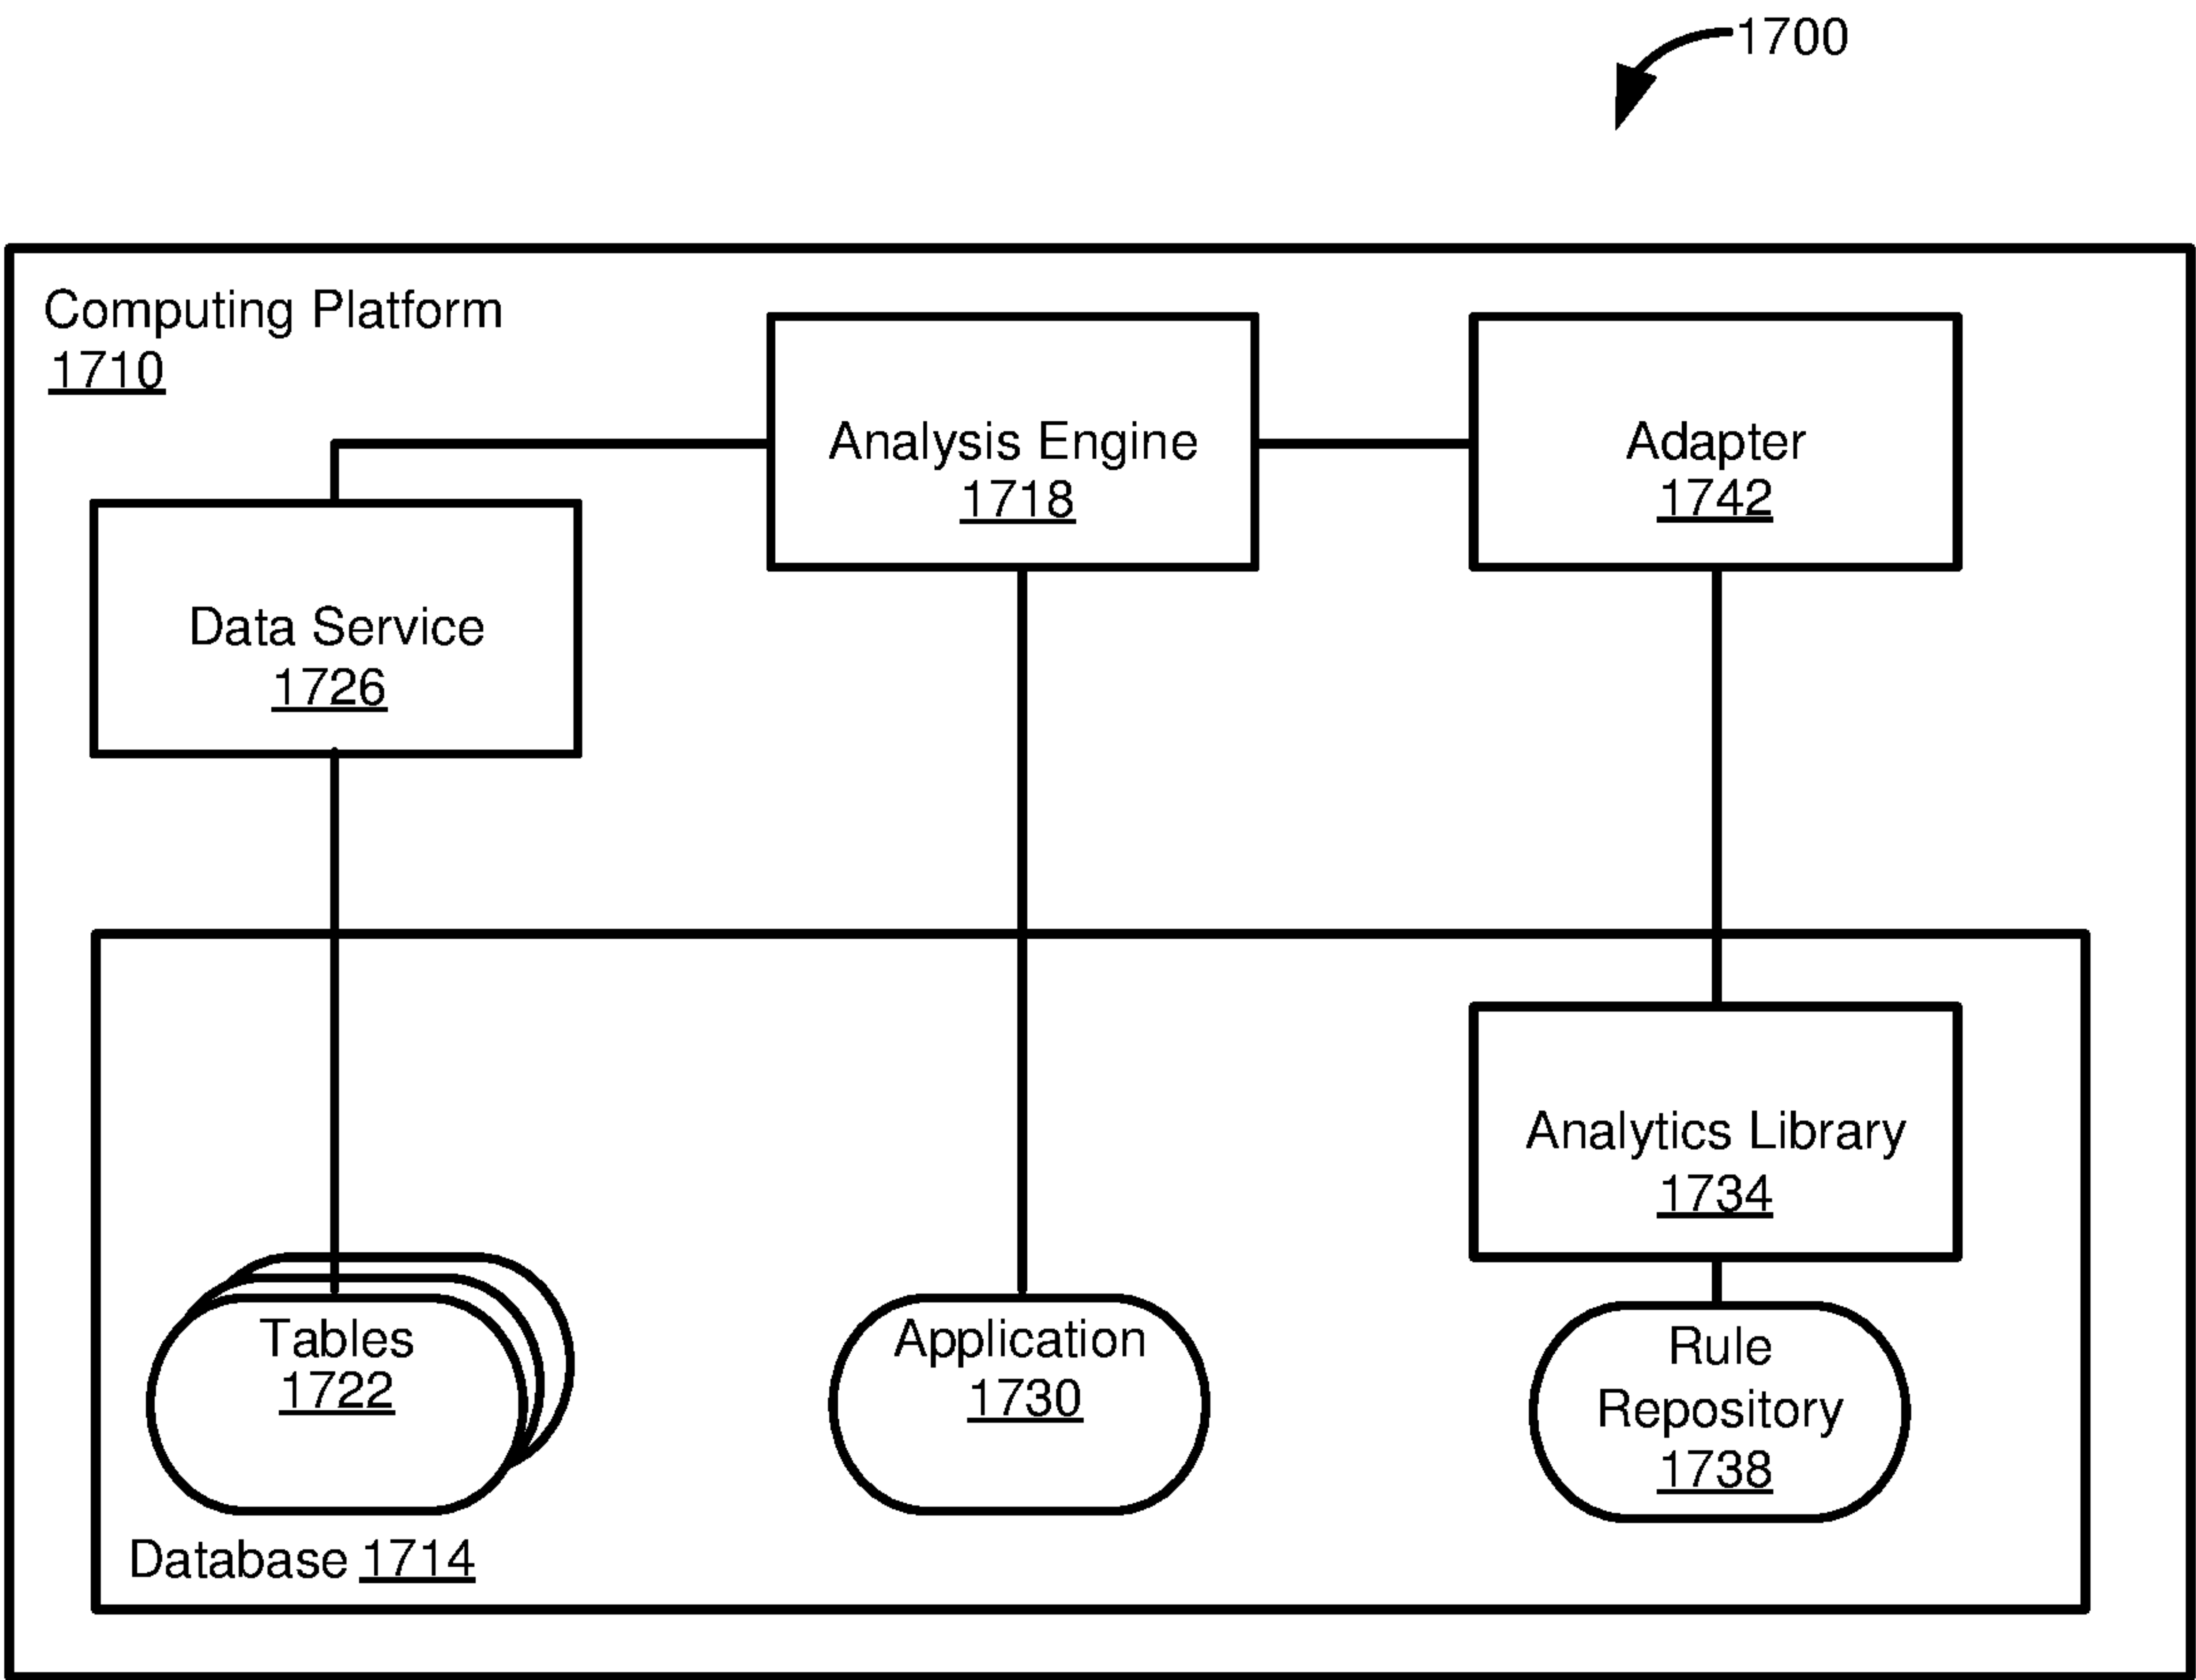 1700
Computing Platform
1710
Analysis Engine
1718
Adapter
1742
Data Service
1726
Analytics Library
1734
Tables
1722
Application
1730
Rule
Repository
1738
Database 1714